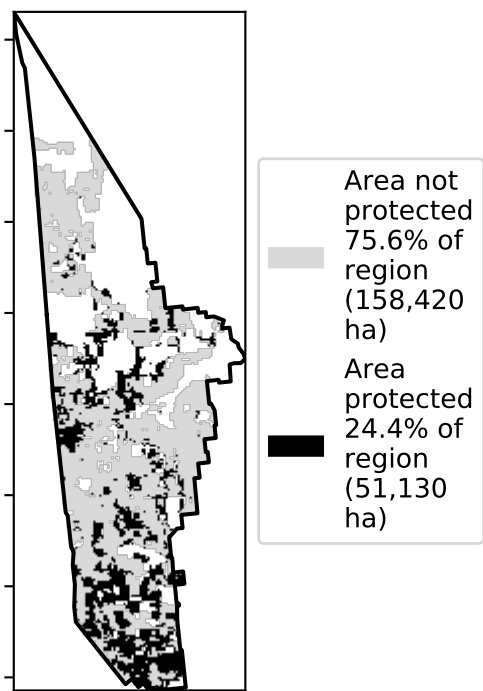 Area not
protected
75.6% of
region
(158,420
ha)
Area
protected
24.4% of
region
(51,130
ha)